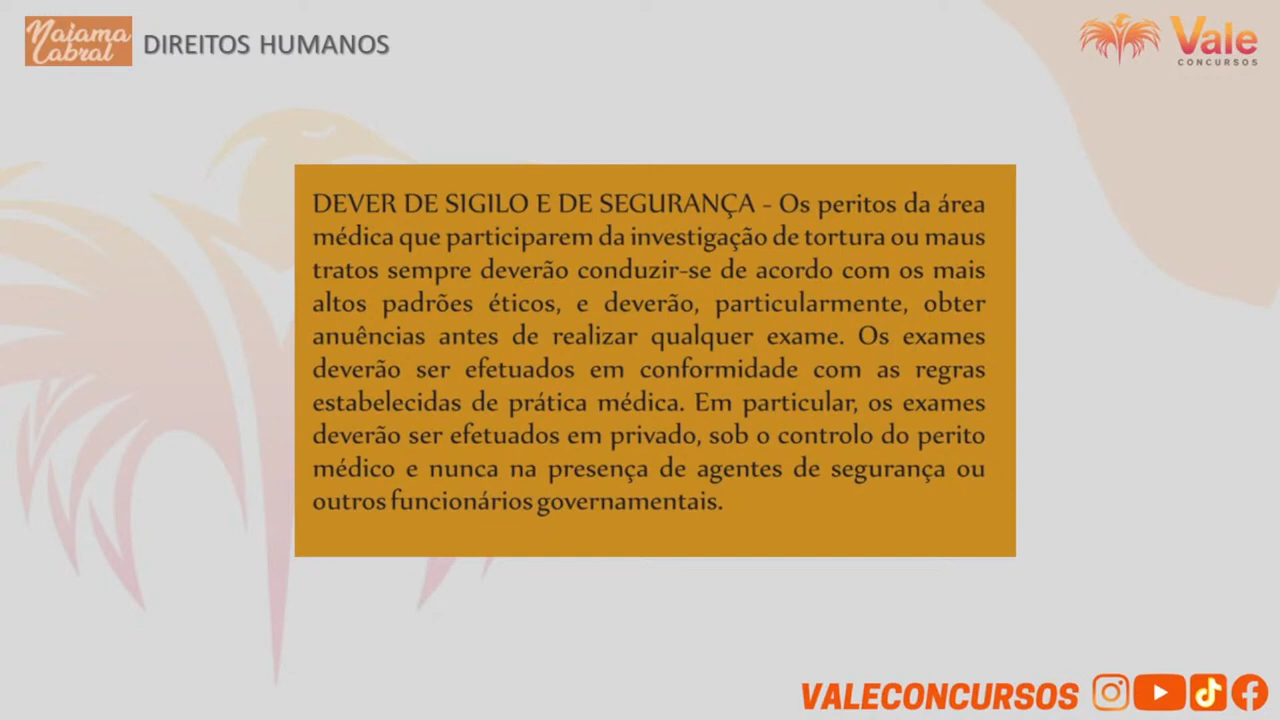 Naiama
Cabral
DIREITOS HUMANOS
Vale
CONCURSOS
DEVER DE SIGILO E DE SEGURANÇA - Os peritos da área
médica que participarem da investigação de tortura ou maus
tratos sempre deverão conduzir-se de acordo com os mais
altos padrões éticos, e deverão, particularmente, obter
anuências antes de realizar qualquer exame. Os exames
deverão ser efetuados em conformidade com as regras
estabelecidas de prática médica. Em particular, os exames
deverão ser efetuados em privado, sob o controlo do perito
médico e nunca na presença de agentes de segurança ou
outros funcionários governamentais.
VALECONCURSOS